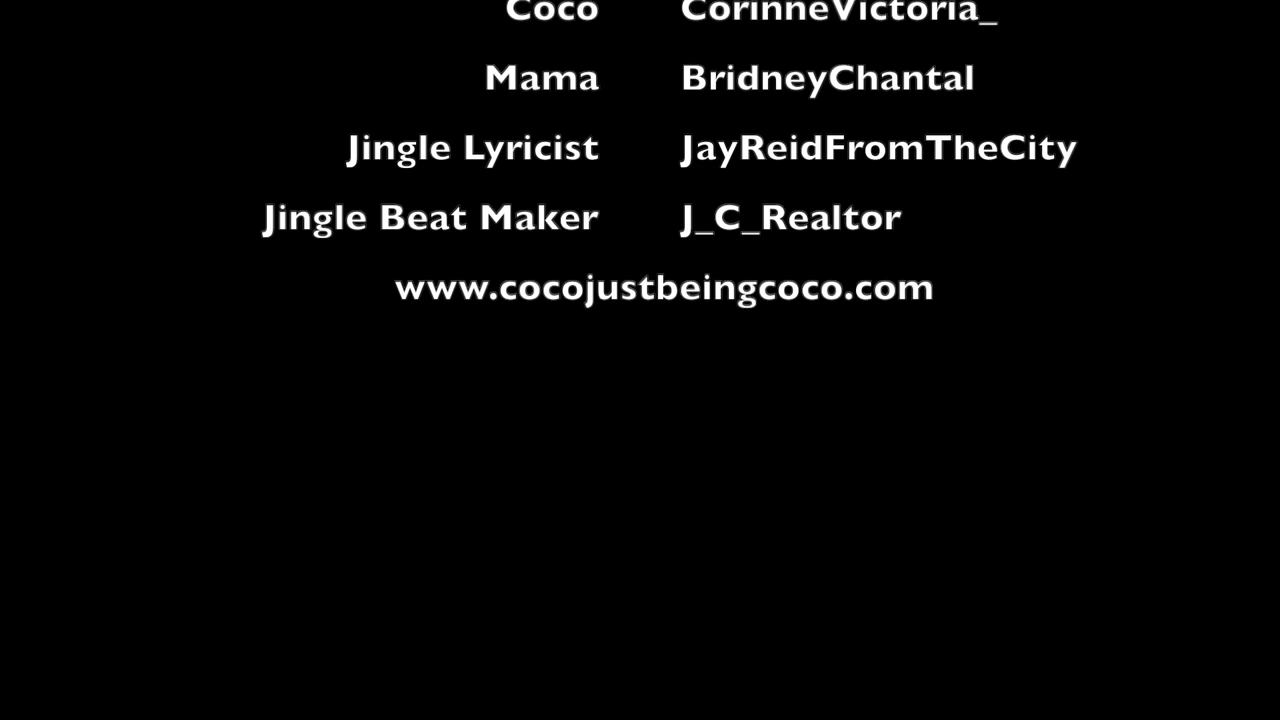 Coco CorinneVictoria_
Mama BridneyChantal
Jingle Lyricist JayReidFromTheCity
Jingle Beat Maker J_C_Realtor
www.cocojustbeingcoco.com